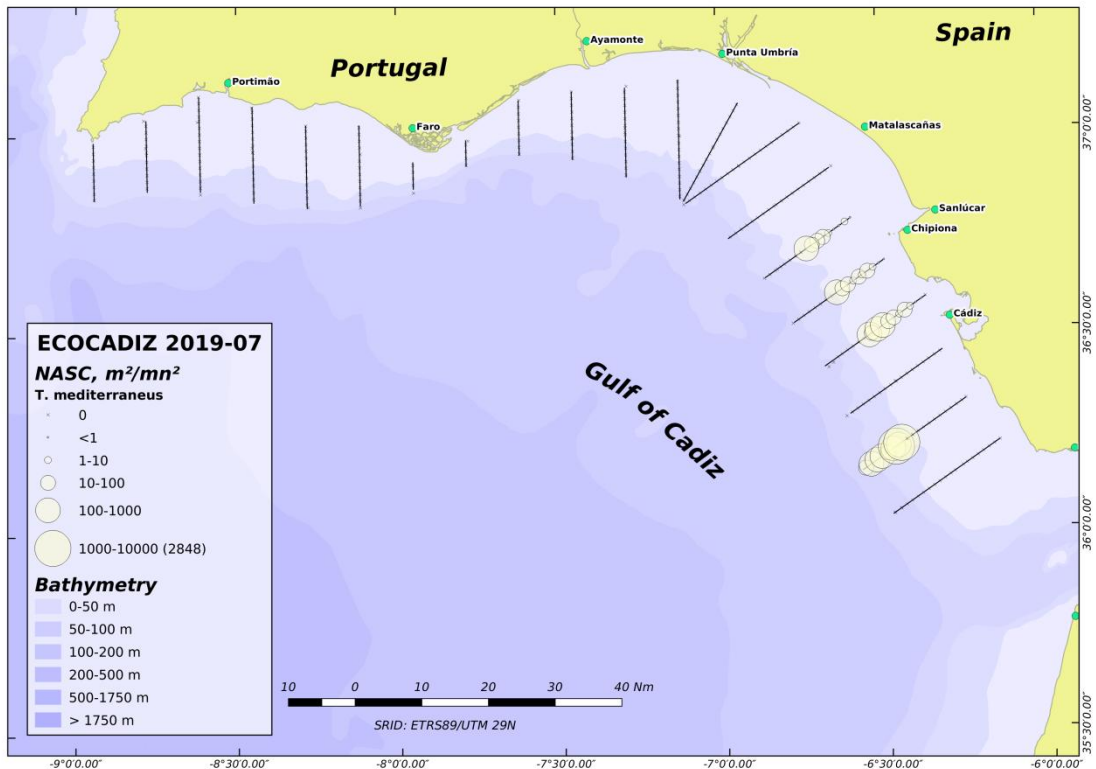 Spain
Portugal
Ayamonte
Punta Umbría
Portimão
Faro
Matalascañas
Sanlúcar
Chipiona
Cádiz
Gulf of Cadiz
37°0'0.00"
36°30'0.00"
36°0'0.00"
35°30'0.00"
ECOCADIZ 2019-07
NASC, m²/mn²
T. mediterraneus
0
<1
1-10
10-100
100-1000
1000-10000 (2848)
Bathymetry
0-50 m
50-100 m
100-200 m
200-500 m
500-1750 m
> 1750 m
10 0 10 20 30 40 Nm
SRID: ETRS89/UTM 29N
-9°0'0.00" -8°30'0.00" -8°0'0.00" -7°30'0.00" -7°0'0.00" -6°30'0.00" -6°0'0.00"